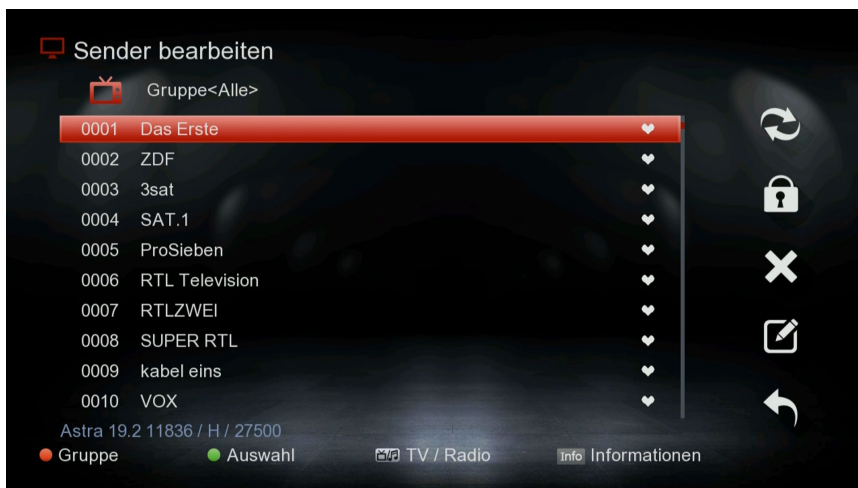 Sender bearbeiten
Gruppe<Alle>
0001 Das Erste
0002 ZDF
0003 3sat
0004 SAT.1
0005 ProSieben
0006 RTL Television
0007 RTLZWEI
0008 SUPER RTL
0009 kabel eins
0010 VOX
Astra 19.2 11836 / H / 27500
Gruppe Auswahl TV / Radio Info Informationen